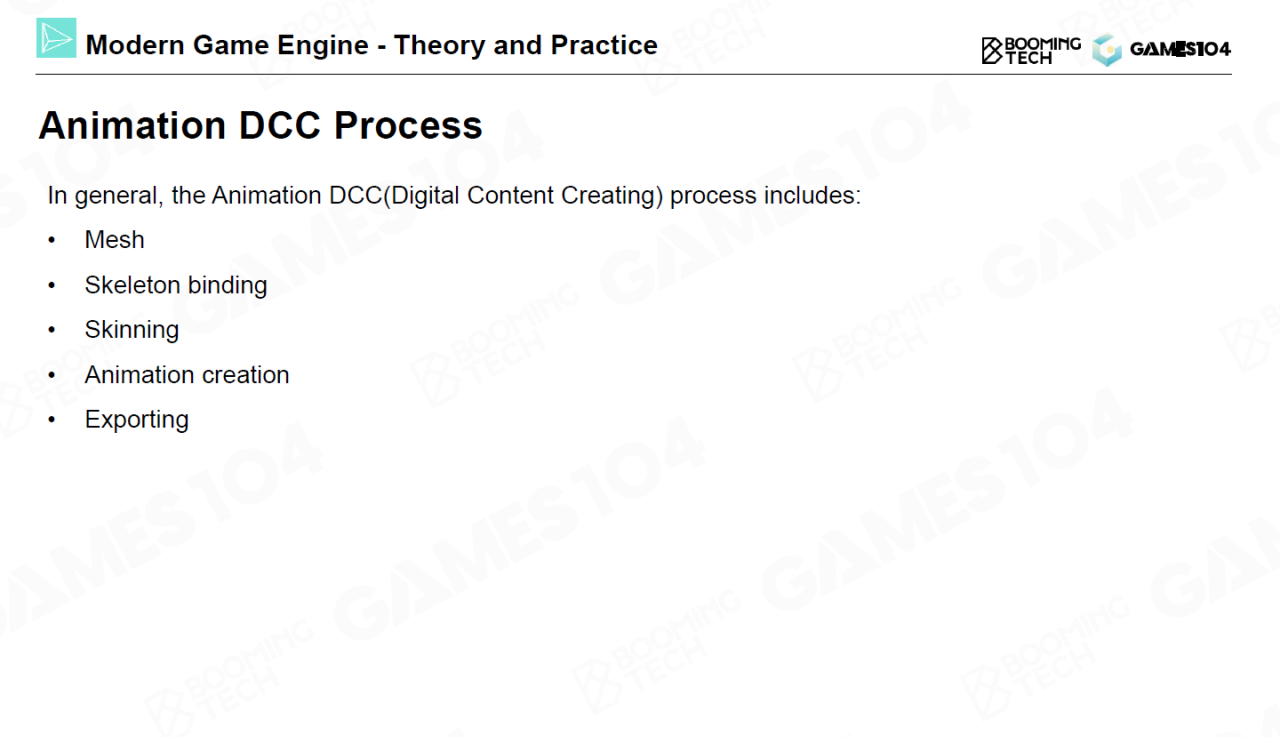 Modern Game Engine - Theory and Practice
BOOMING
TECH
GAMES104
Animation DCC Process
In general, the Animation DCC(Digital Content Creating) process includes:
• Mesh
• Skeleton binding
• Skinning
• Animation creation
• Exporting